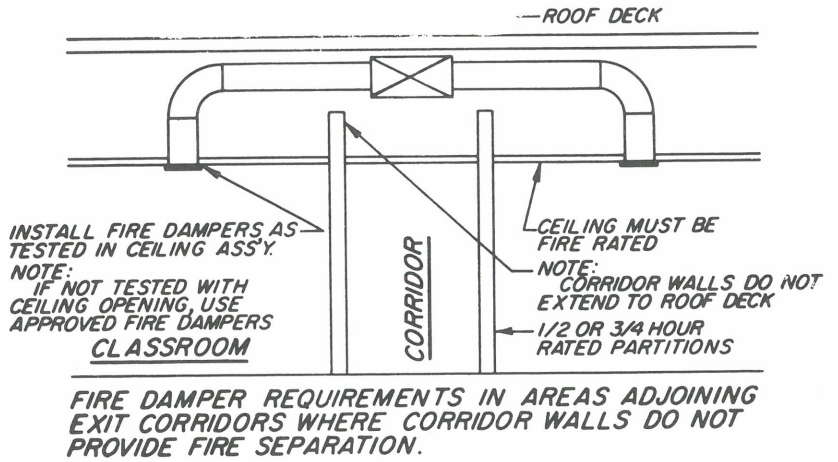 ROOF DECK
INSTALL FIRE DAMPERS AS
TESTED IN CEILING ASS'Y.
NOTE:
IF NOT TESTED WITH
CEILING OPENING, USE
APPROVED FIRE DAMPERS
CLASSROOM
CORRIDOR
CEILING MUST BE
FIRE RATED
NOTE:
CORRIDOR WALLS DO NOT
EXTEND TO ROOF DECK
1/2 OR 3/4 HOUR
RATED PARTITIONS
FIRE DAMPER REQUIREMENTS IN AREAS ADJOINING
EXIT CORRIDORS WHERE CORRIDOR WALLS DO NOT
PROVIDE FIRE SEPARATION.